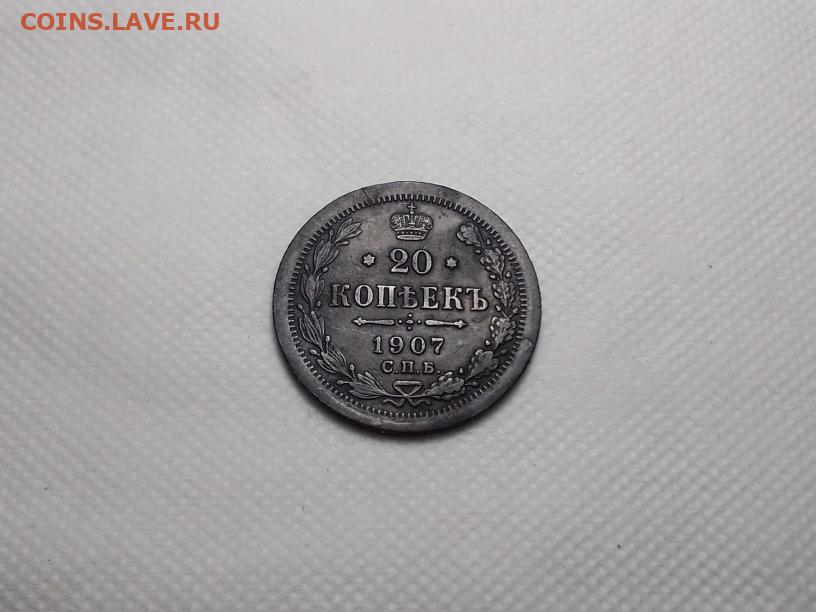 COINS.LAVE.RU
20
КОПѢЕКЪ
1907
С.П.Б.